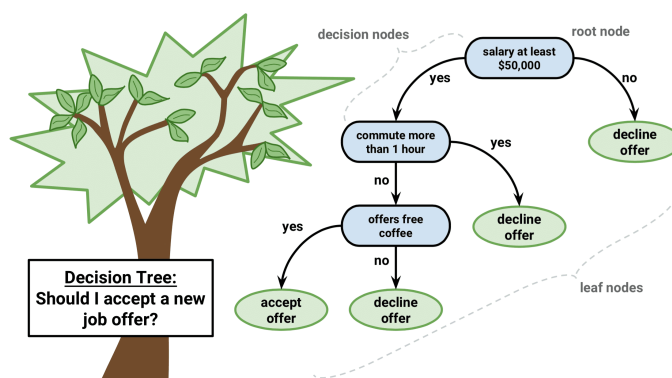 decision nodes
root node
salary at least
$50,000
yes
no
commute more
than 1 hour
decline
offer
yes
no
offers free
coffee
decline
offer
yes
no
leaf nodes
accept
offer
decline
offer
Decision Tree:
Should I accept a new
job offer?